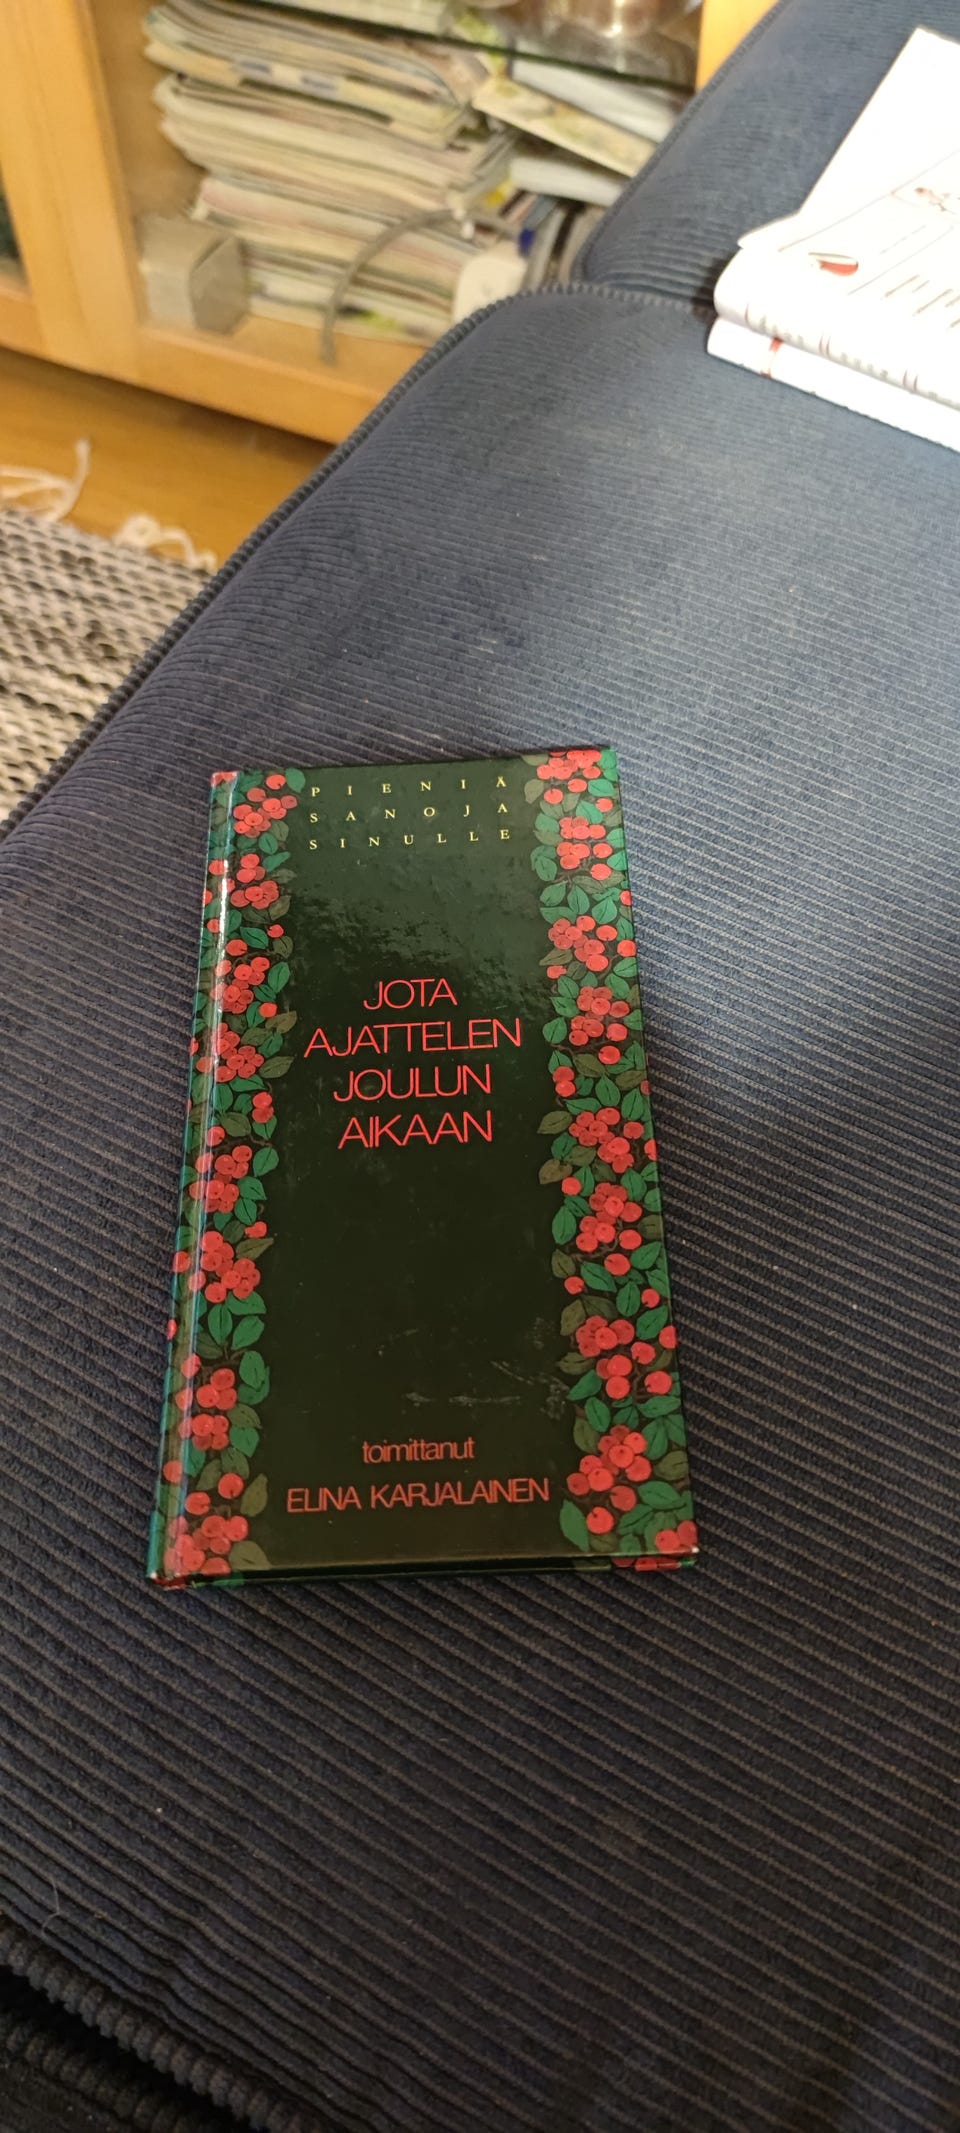 PIENIÄ
SANOJA
SINULLE
JOTA
AJATTELEN
JOULUN
AIKAAN
toimittanut
ELINA KARJALAINEN